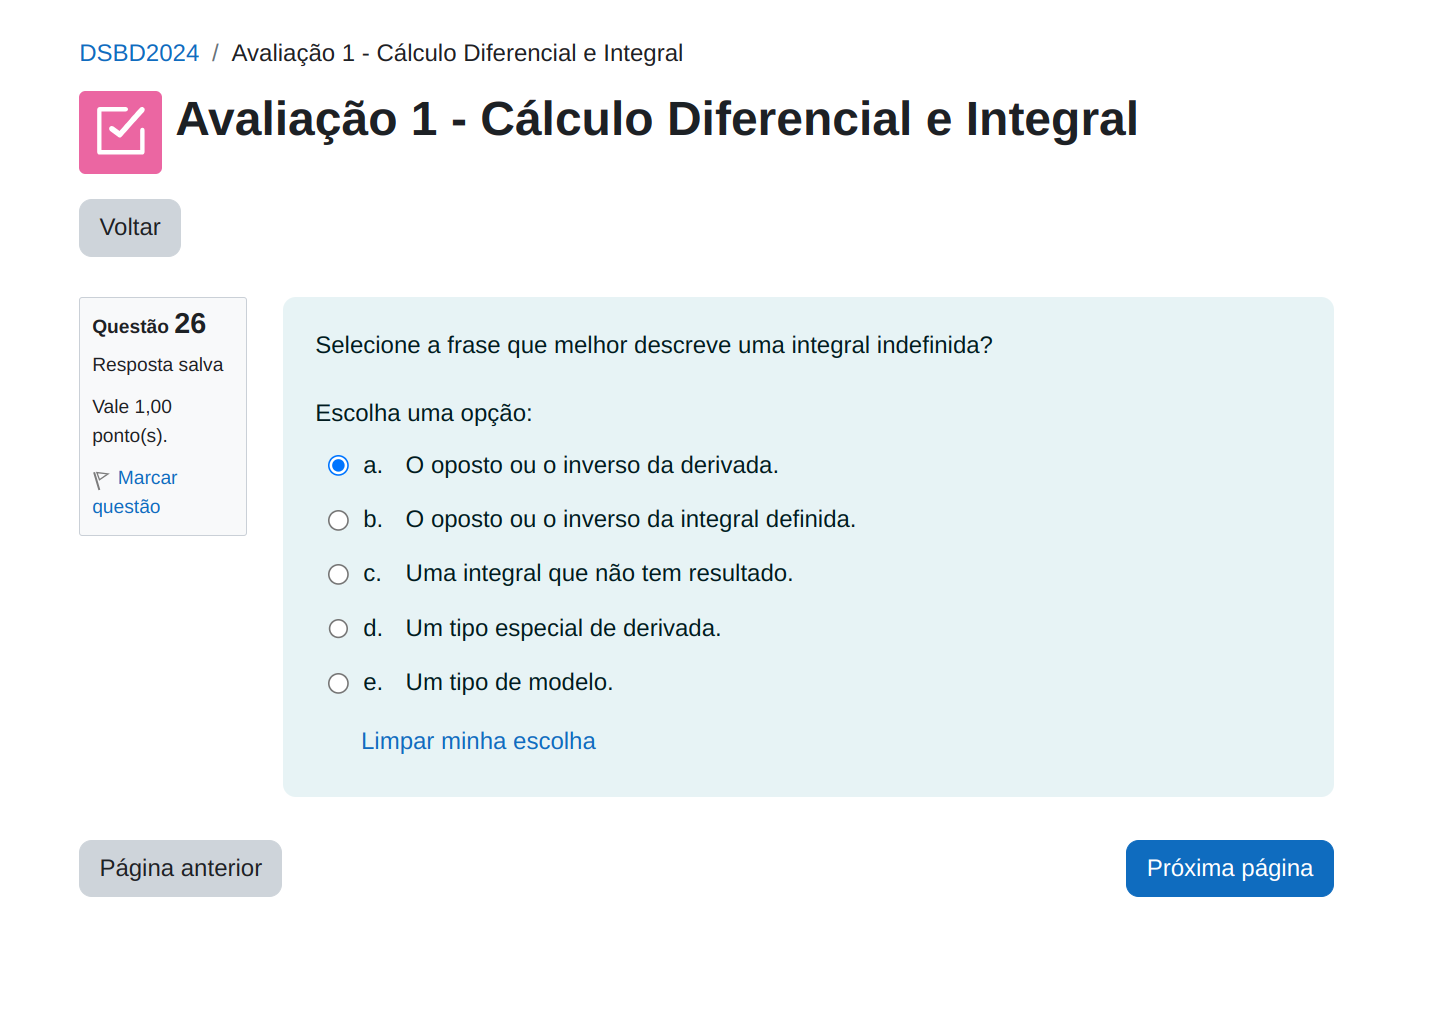 DSBD2024 / Avaliação 1 - Cálculo Diferencial e Integral
Avaliação 1 - Cálculo Diferencial e Integral
Voltar
Questão 26
Resposta salva
Vale 1,00
ponto(s).
Marcar
questão
Selecione a frase que melhor descreve uma integral indefinida?
Escolha uma opção:
a. O oposto ou o inverso da derivada.
b. O oposto ou o inverso da integral definida.
c. Uma integral que não tem resultado.
d. Um tipo especial de derivada.
e. Um tipo de modelo.
Limpar minha escolha
Página anterior
Próxima página